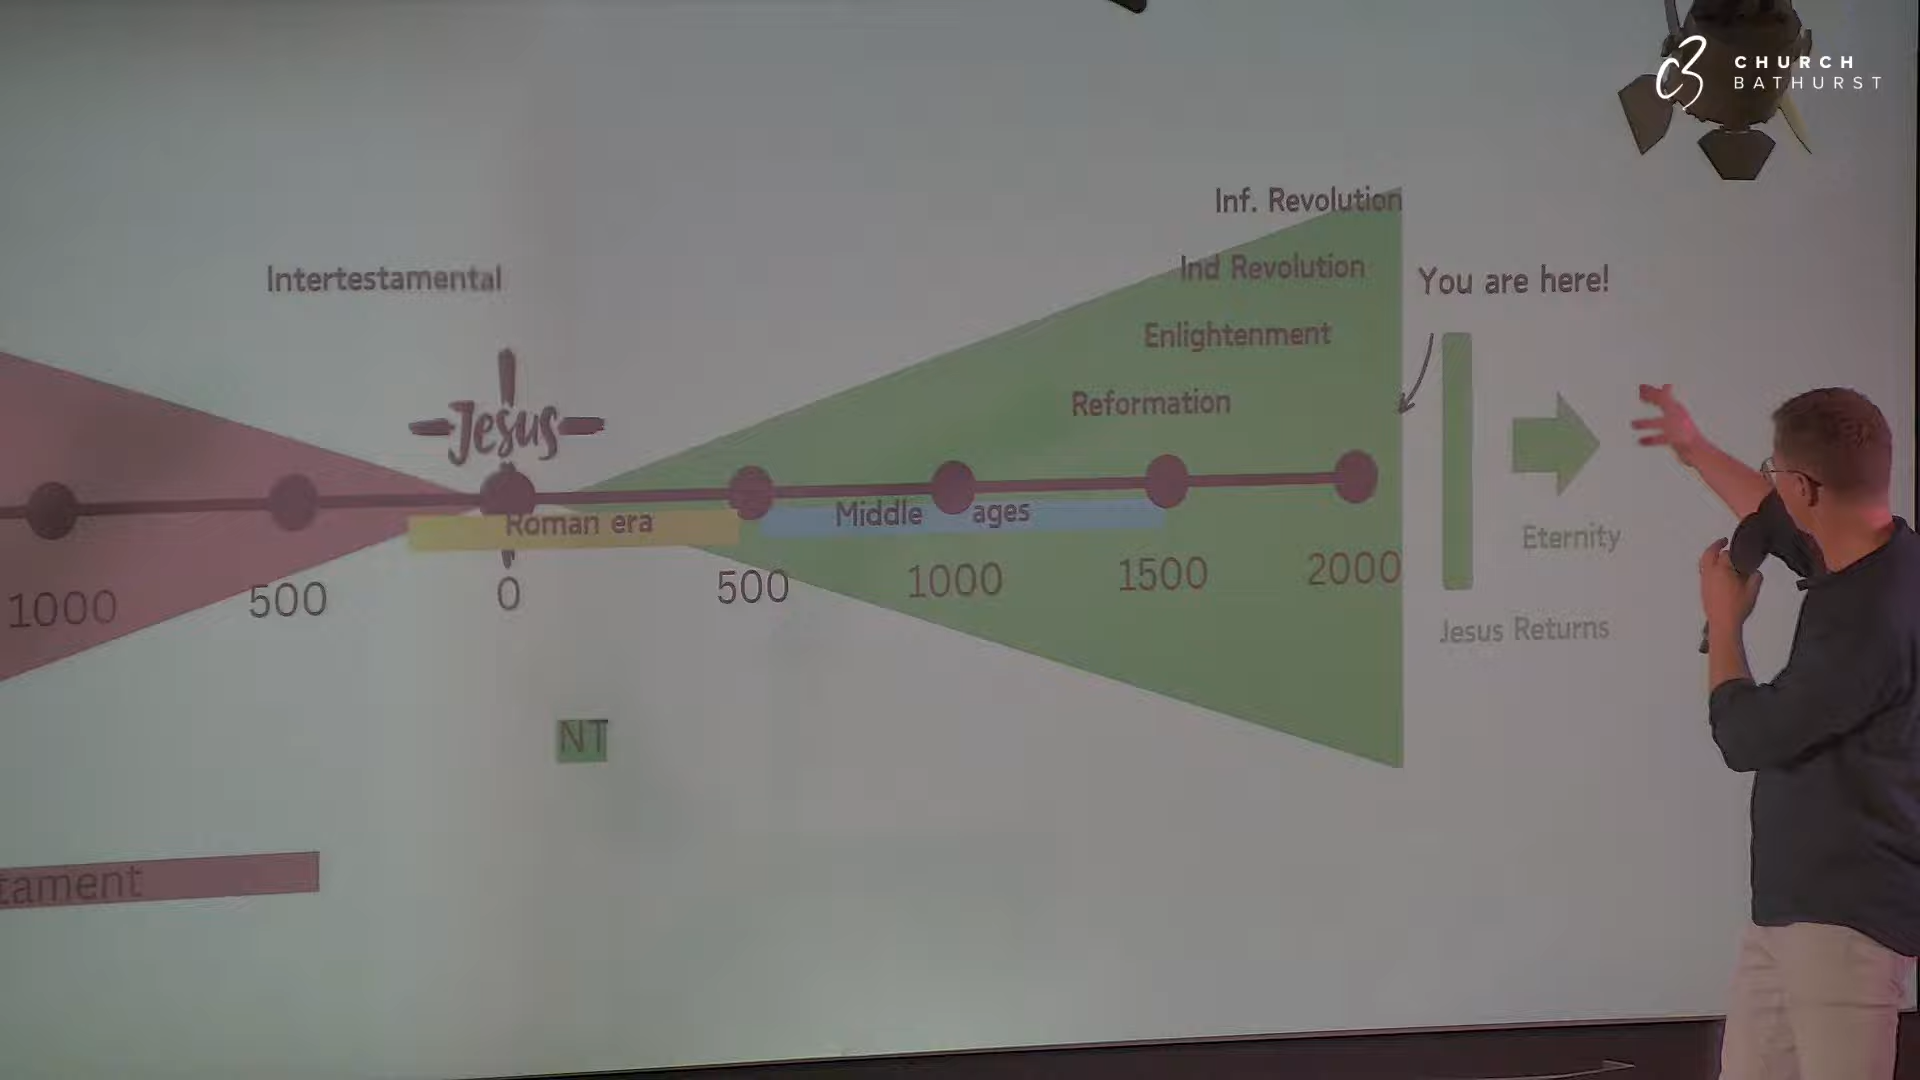 CHURCH
BATHURST
Inf. Revolution
Intertestamental
Ind Revolution
You are here!
Enlightenment
Reformation
Jesus
Roman era
Middle ages
Eternity
1000
500
0
500
1000
1500
2000
Jesus Returns
NT
tament